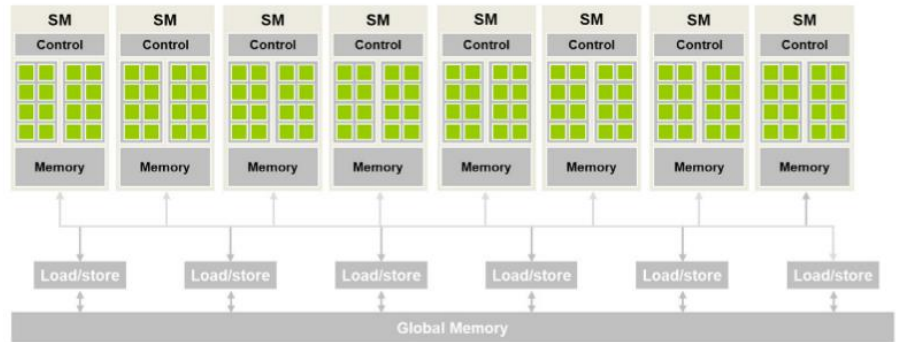 SM SM SM SM SM SM SM SM
Control Control Control Control Control Control Control Control
Memory Memory Memory Memory Memory Memory Memory Memory
Load/store Load/store Load/store Load/store Load/store Load/store
Global Memory